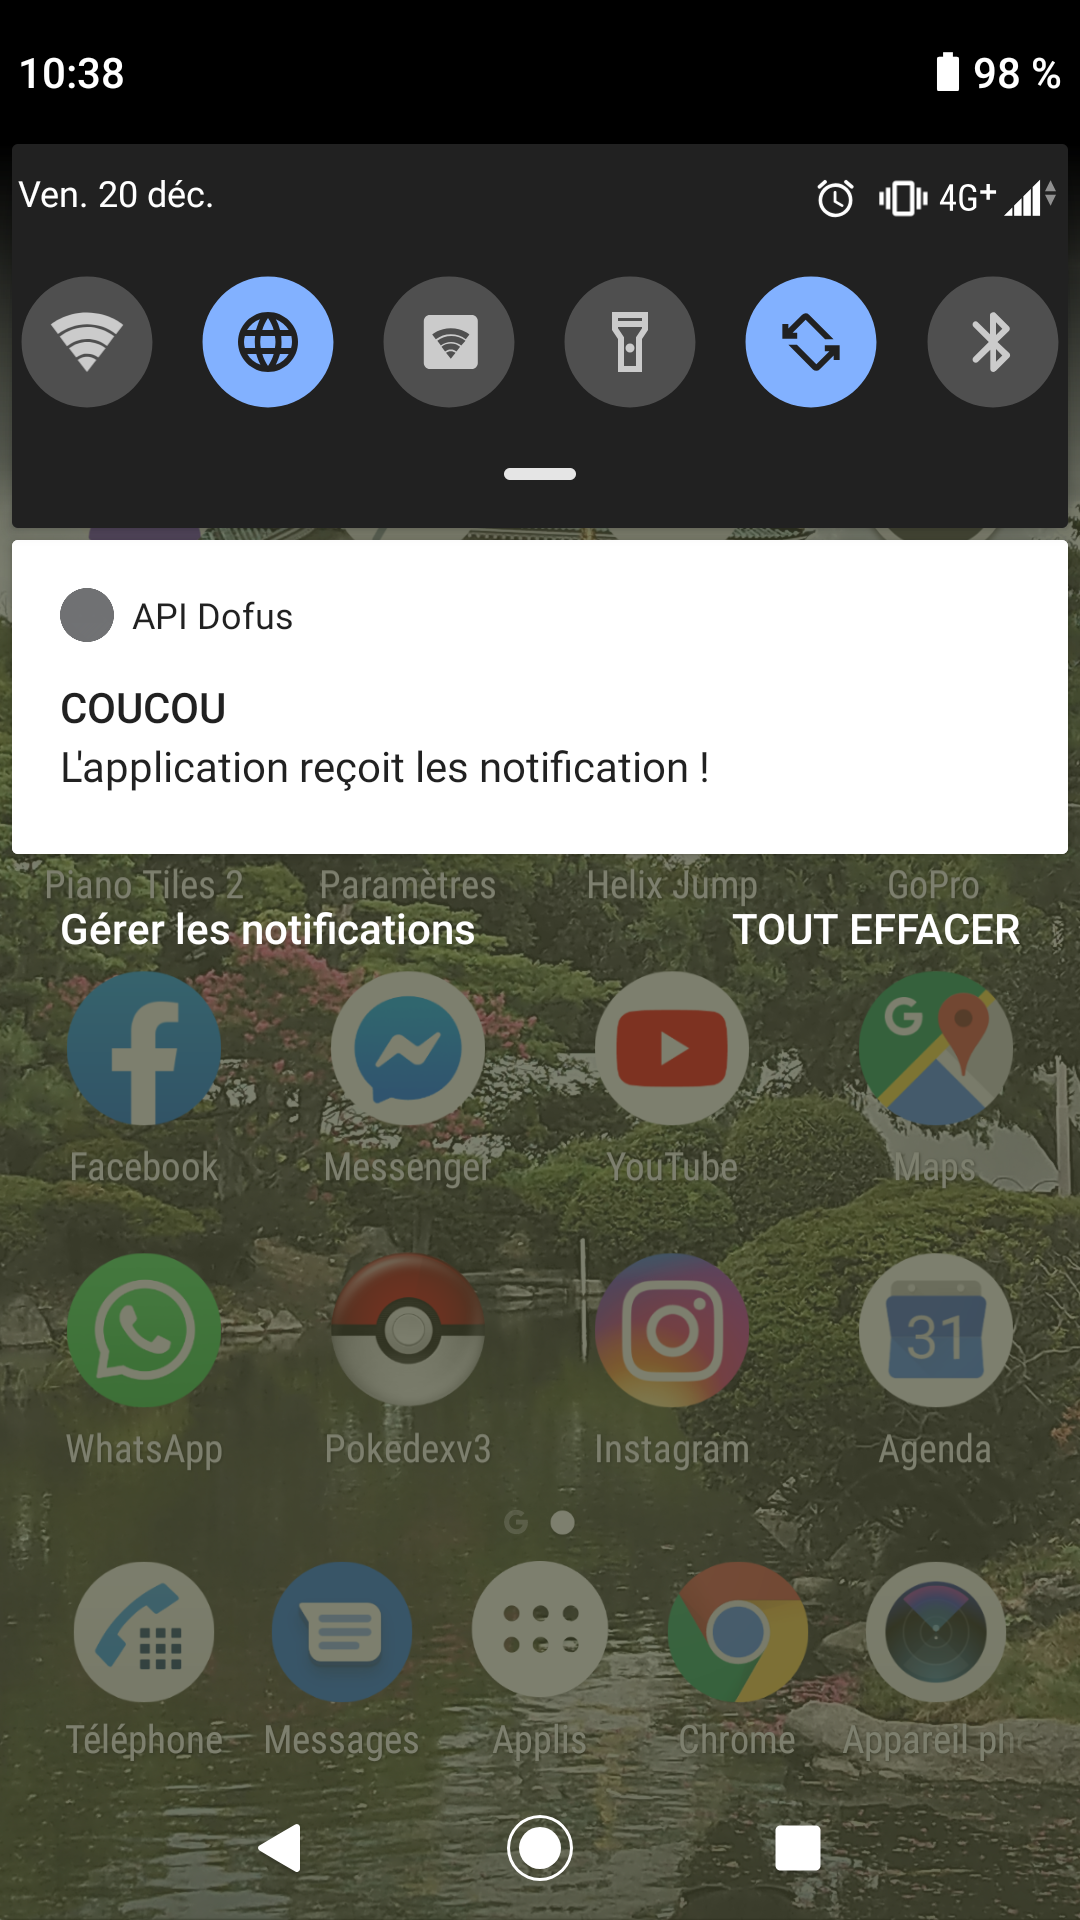 10:38 98 %
Ven. 20 déc. 4G+
API Dofus
COUCOU
L'application reçoit les notification !
Piano Tiles 2 Paramètres Helix Jump GoPro
Gérer les notifications TOUT EFFACER
G
Facebook Messenger YouTube Maps
31
WhatsApp Pokedexv3 Instagram Agenda
G
Téléphone Messages Applis Chrome Appareil ph